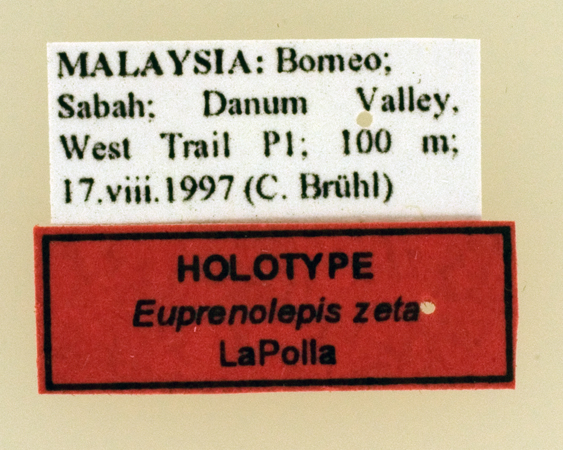 MALAYSIA: Borneo;
Sabah; Danum Valley,
West Trail P1; 100 m;
17.viii.1997 (C. Brühl)
HOLOTYPE
Euprenolepis zeta
LaPolla